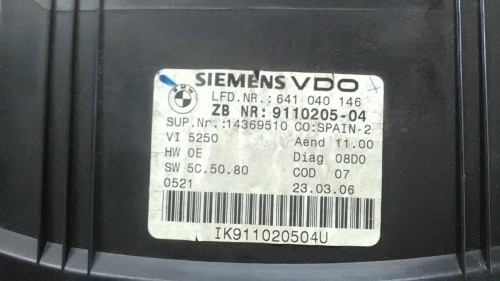 SIEMENS VDO
BMW
LFD.NR.: 641 040 146
ZB NR: 9110205-04
SUP.Nr.:14369510 CO:SPAIN-2
VI 5250 Aend 11.00
HW 0E Diag 08D0
SW 5C.50.80 COD 07
0521 23.03.06
IK911020504U